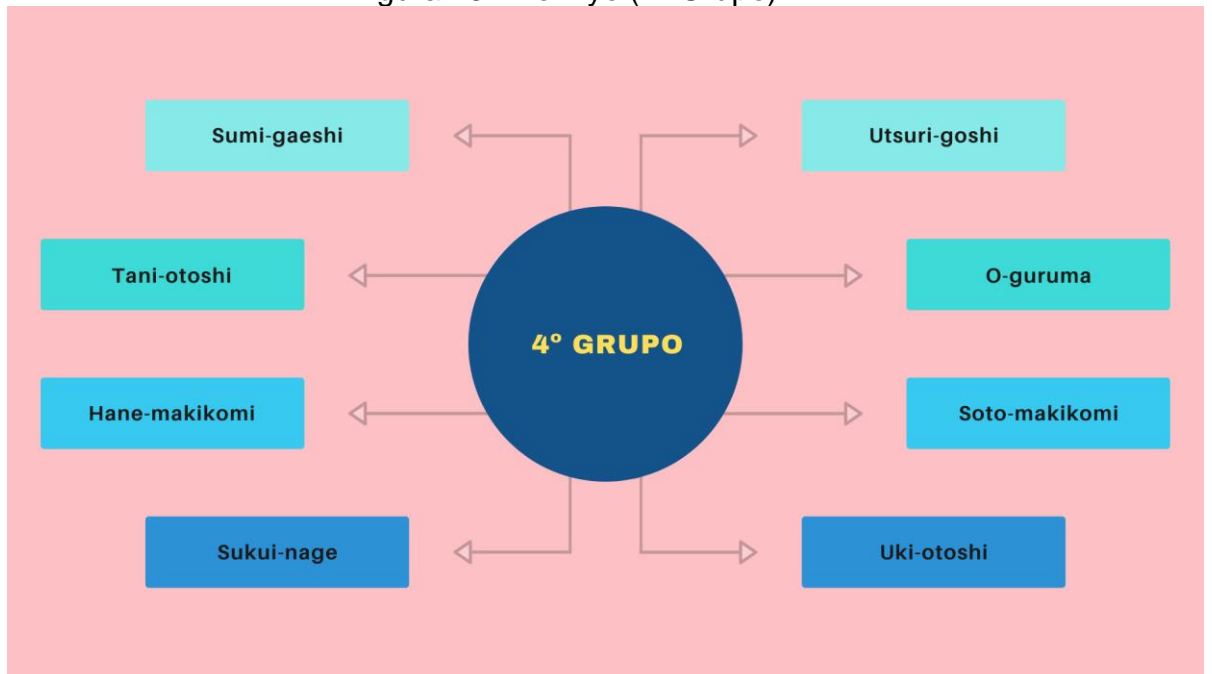 Sumi-gaeshi
Utsuri-goshi
Tani-otoshi
O-guruma
4º GRUPO
Hane-makikomi
Soto-makikomi
Sukui-nage
Uki-otoshi